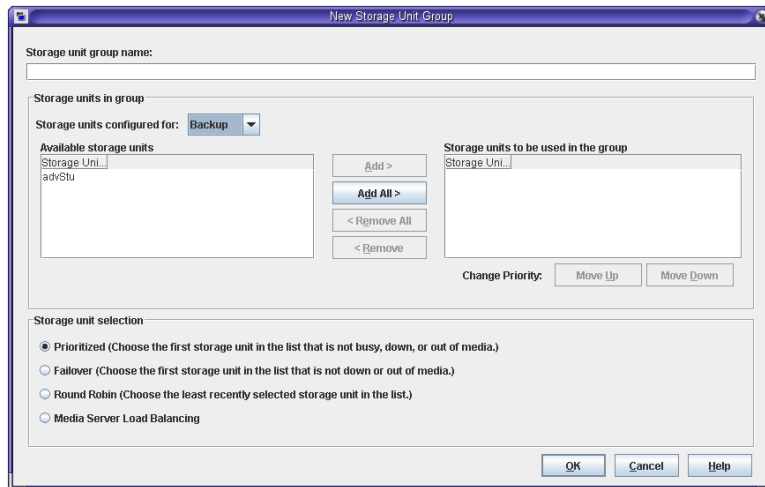 New Storage Unit Group
Storage unit group name:
Storage units in group
Storage units configured for: Backup
Available storage units
Storage Uni...
advStu
Add >
Add All >
< Remove All
< Remove
Storage units to be used in the group
Storage Uni...
Change Priority: Move Up Move Down
Storage unit selection
Prioritized (Choose the first storage unit in the list that is not busy, down, or out of media.)
Failover (Choose the first storage unit in the list that is not down or out of media.)
Round Robin (Choose the least recently selected storage unit in the list.)
Media Server Load Balancing
OK Cancel Help